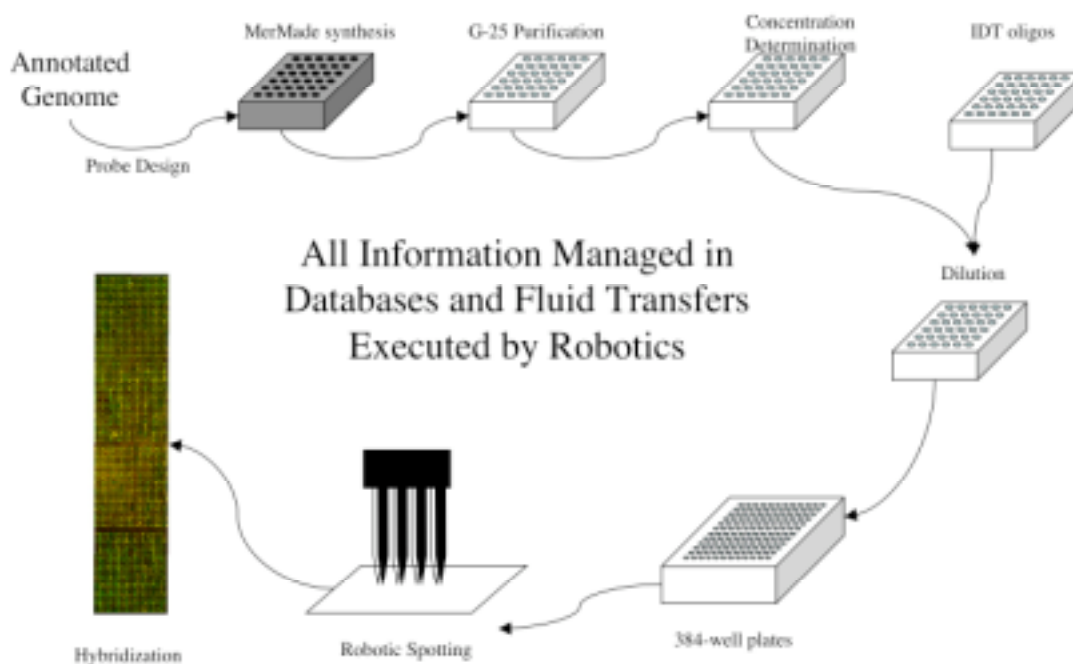 MerMade synthesis
G-25 Purification
Concentration
Determination
IDT oligos
Annotated
Genome
Probe Design
All Information Managed in
Databases and Fluid Transfers
Executed by Robotics
Dilution
Hybridization
Robotic Spotting
384-well plates